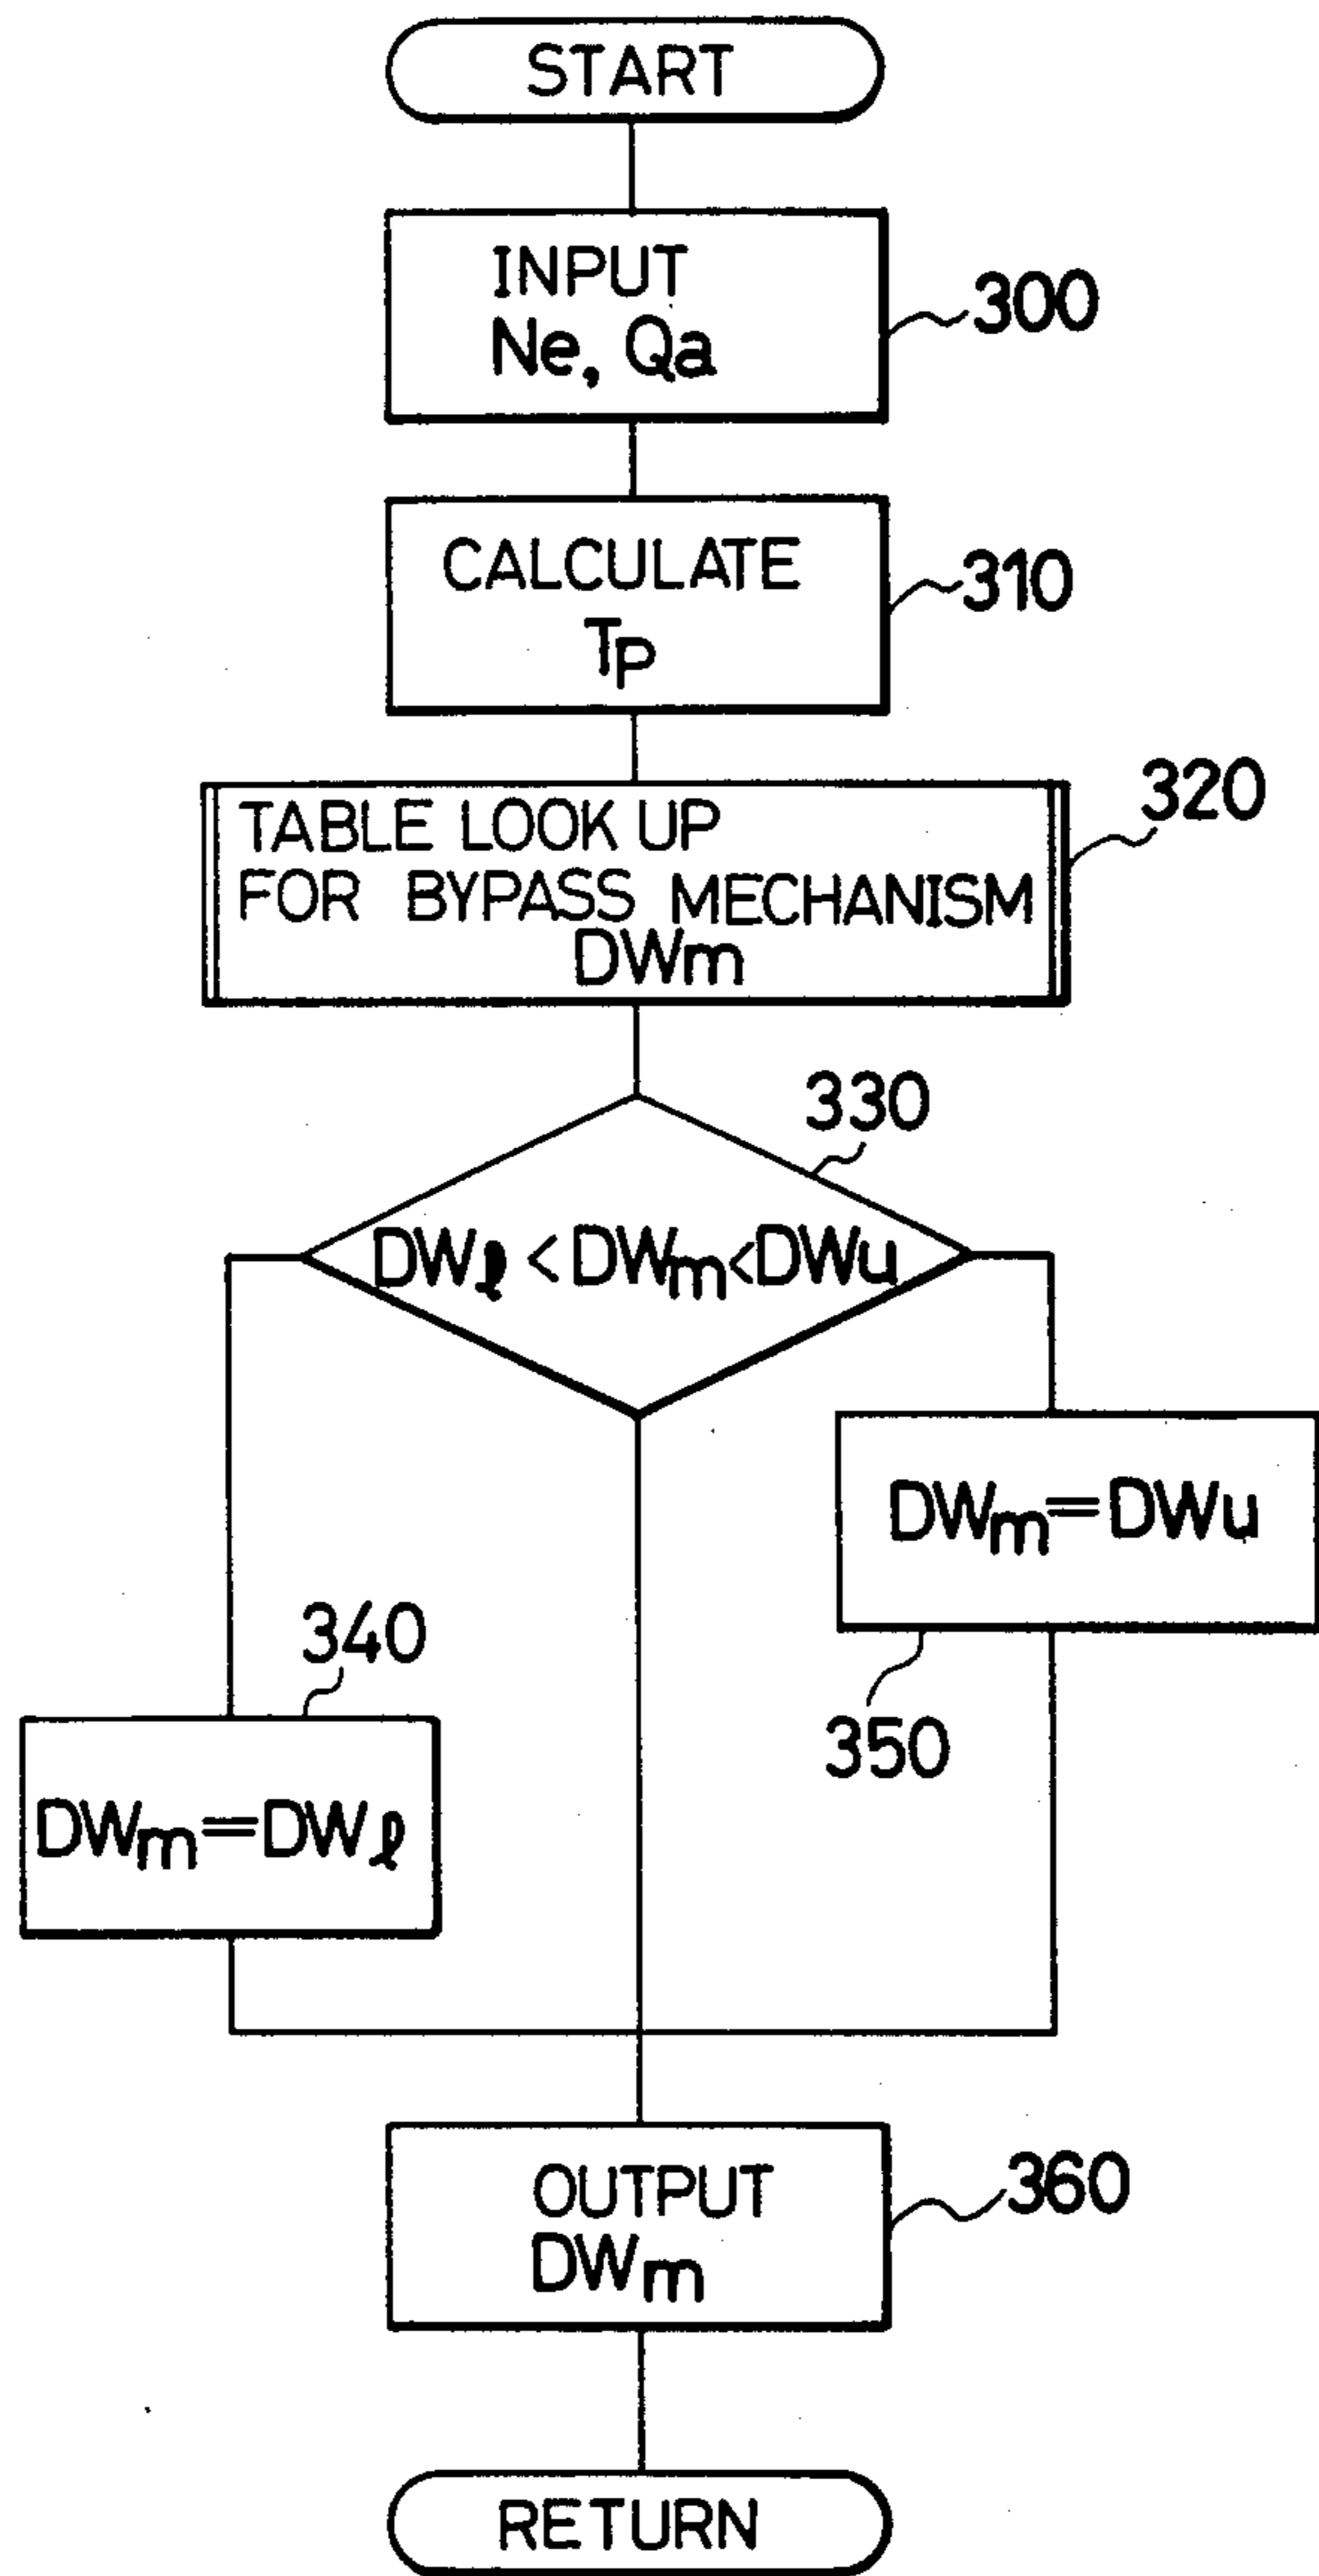 START
INPUT
Ne, Qa
300
CALCULATE
Tp
310
TABLE LOOK UP
FOR BYPASS MECHANISM
DWm
320
330
DWℓ < DWm < DWu
DWm = DWu
350
340
DWm = DWℓ
OUTPUT
DWm
360
RETURN